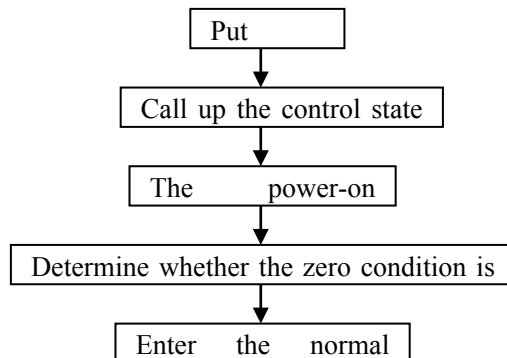 Put
Call up the control state
The power-on
Determine whether the zero condition is
Enter the normal